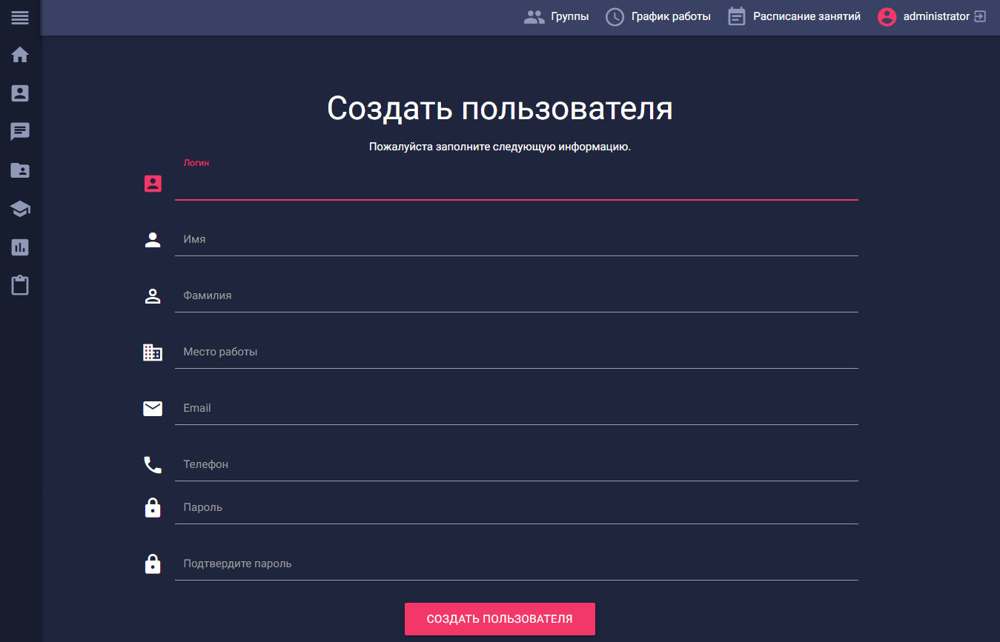 Группы
График работы
Расписание занятий
administrator
Создать пользователя
Пожалуйста заполните следующую информацию.
Логин
Имя
Фамилия
Место работы
Email
Телефон
Пароль
Подтвердите пароль
СОЗДАТЬ ПОЛЬЗОВАТЕЛЯ